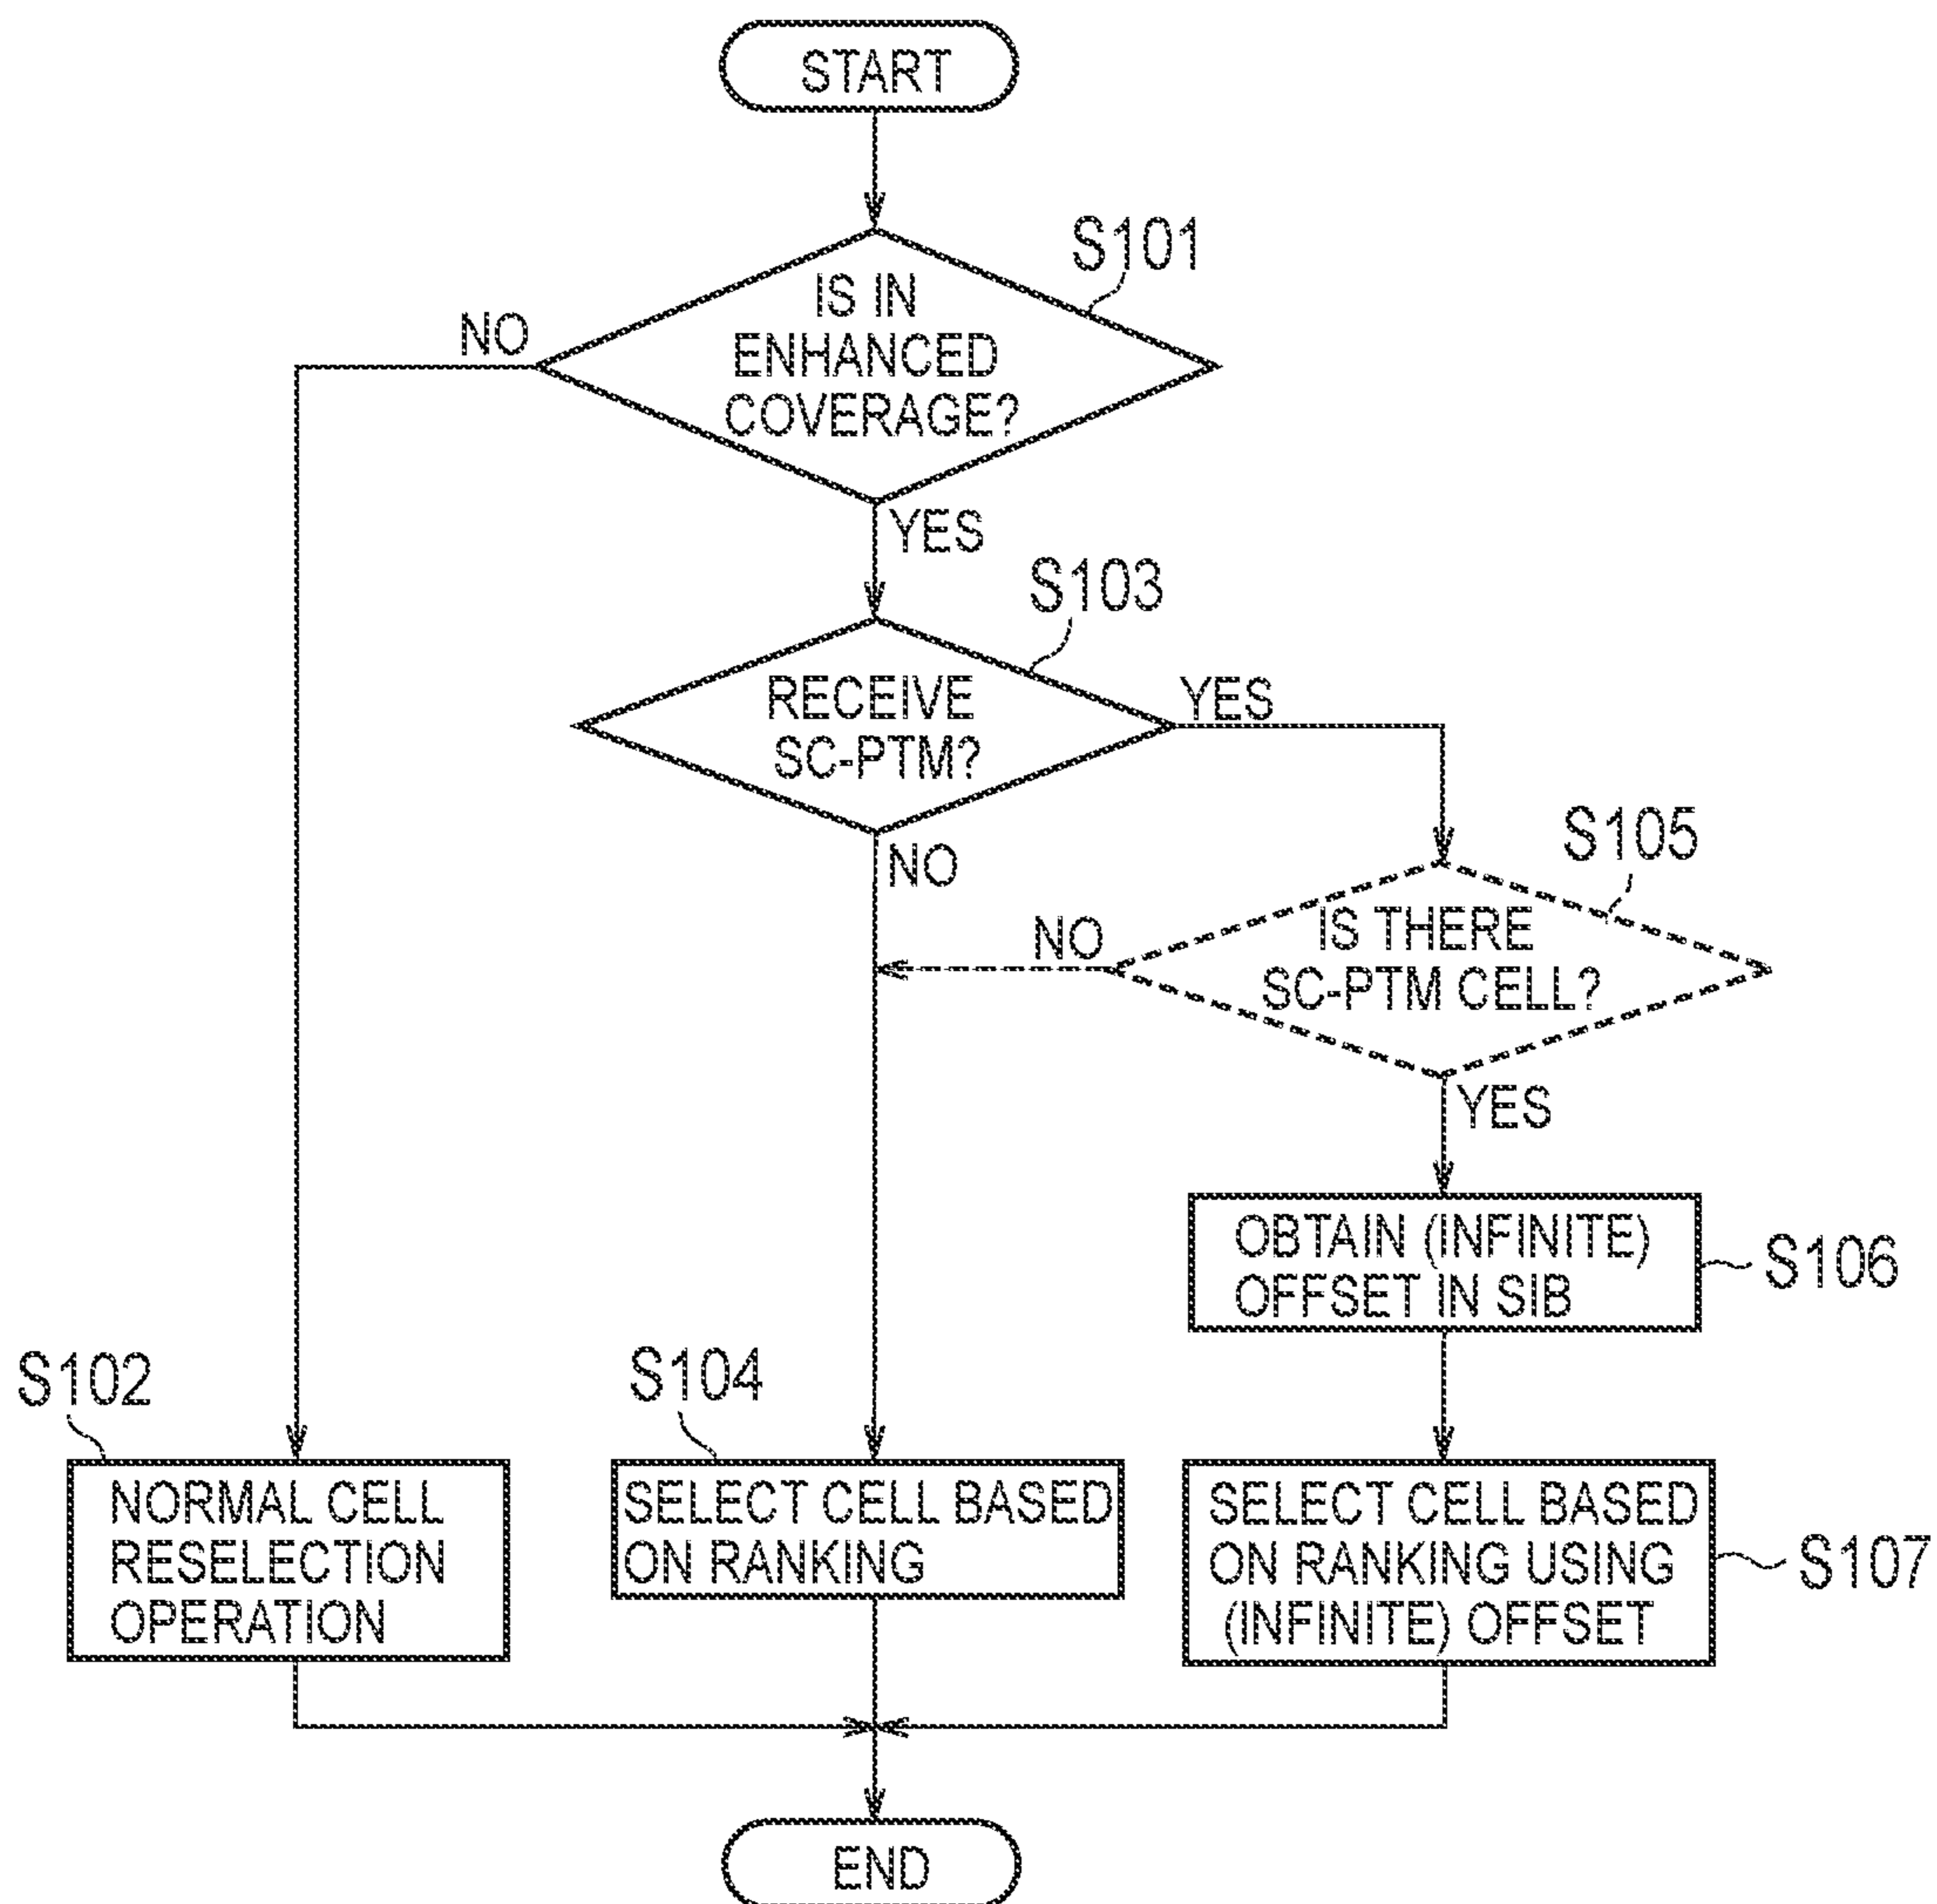 START
S101
IS IN
ENHANCED
COVERAGE?
NO
YES
S103
RECEIVE
SC-PTM?
YES
NO
S105
IS THERE
SC-PTM CELL?
NO
YES
OBTAIN (INFINITE)
OFFSET IN SIB
S106
S102
NORMAL CELL
RESELECTION
OPERATION
S104
SELECT CELL BASED
ON RANKING
SELECT CELL BASED
ON RANKING USING
(INFINITE) OFFSET
S107
END